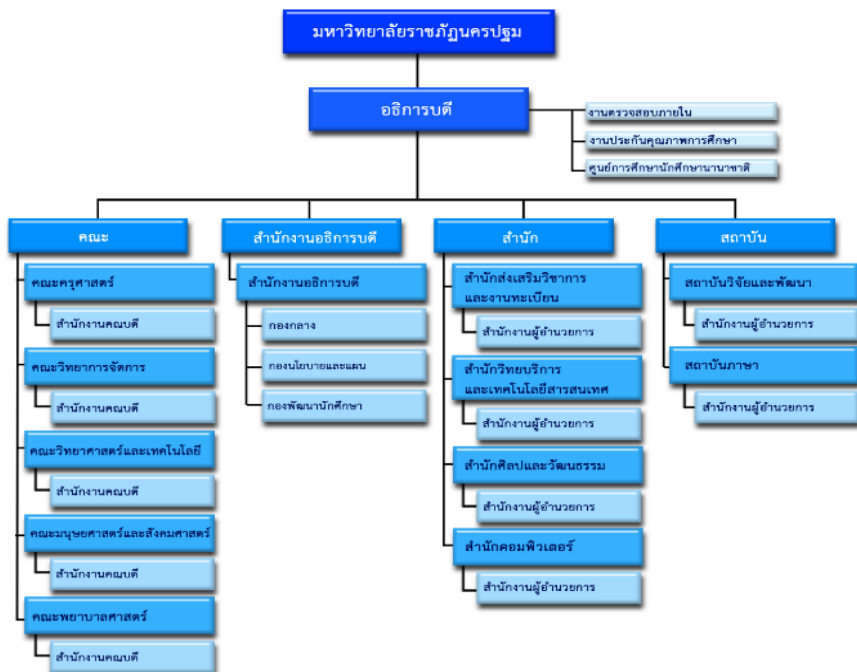 มหาวิทยาลัยราชภัฏนครปฐม
อธิการบดี
งานตรวจสอบภายใน
งานประกันคุณภาพการศึกษา
ศูนย์การศึกษานักศึกษานานาชาติ
คณะ
คณะครุศาสตร์
สำนักงานคณบดี
คณะวิทยาการจัดการ
สำนักงานคณบดี
คณะวิทยาศาสตร์และเทคโนโลยี
สำนักงานคณบดี
คณะมนุษยศาสตร์และสังคมศาสตร์
สำนักงานคณบดี
คณะพยาบาลศาสตร์
สำนักงานคณบดี
สำนักงานอธิการบดี
สำนักงานอธิการบดี
กองกลาง
กองนโยบายและแผน
กองพัฒนานักศึกษา
สำนัก
สำนักส่งเสริมวิชาการ
และงานทะเบียน
สำนักงานผู้อำนวยการ
สำนักวิทยบริการ
และเทคโนโลยีสารสนเทศ
สำนักงานผู้อำนวยการ
สำนักศิลปและวัฒนธรรม
สำนักงานผู้อำนวยการ
สำนักคอมพิวเตอร์
สำนักงานผู้อำนวยการ
สถาบัน
สถาบันวิจัยและพัฒนา
สำนักงานผู้อำนวยการ
สถาบันภาษา
สำนักงานผู้อำนวยการ